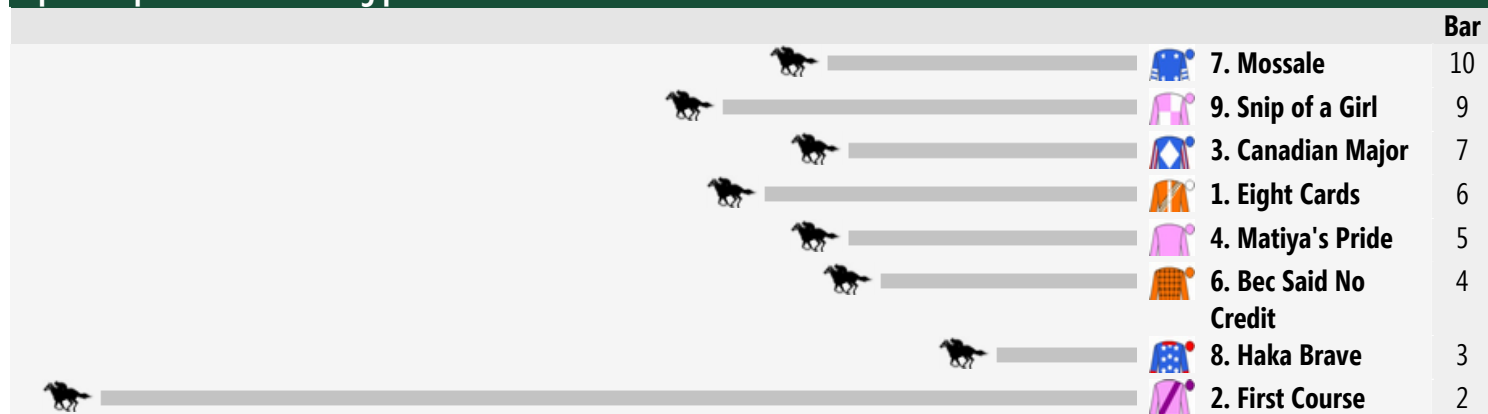 Bar
7. Mossale 10
9. Snip of a Girl 9
3. Canadian Major 7
1. Eight Cards 6
4. Matiya's Pride 5
6. Bec Said No 4
Credit
8. Haka Brave 3
2. First Course 2